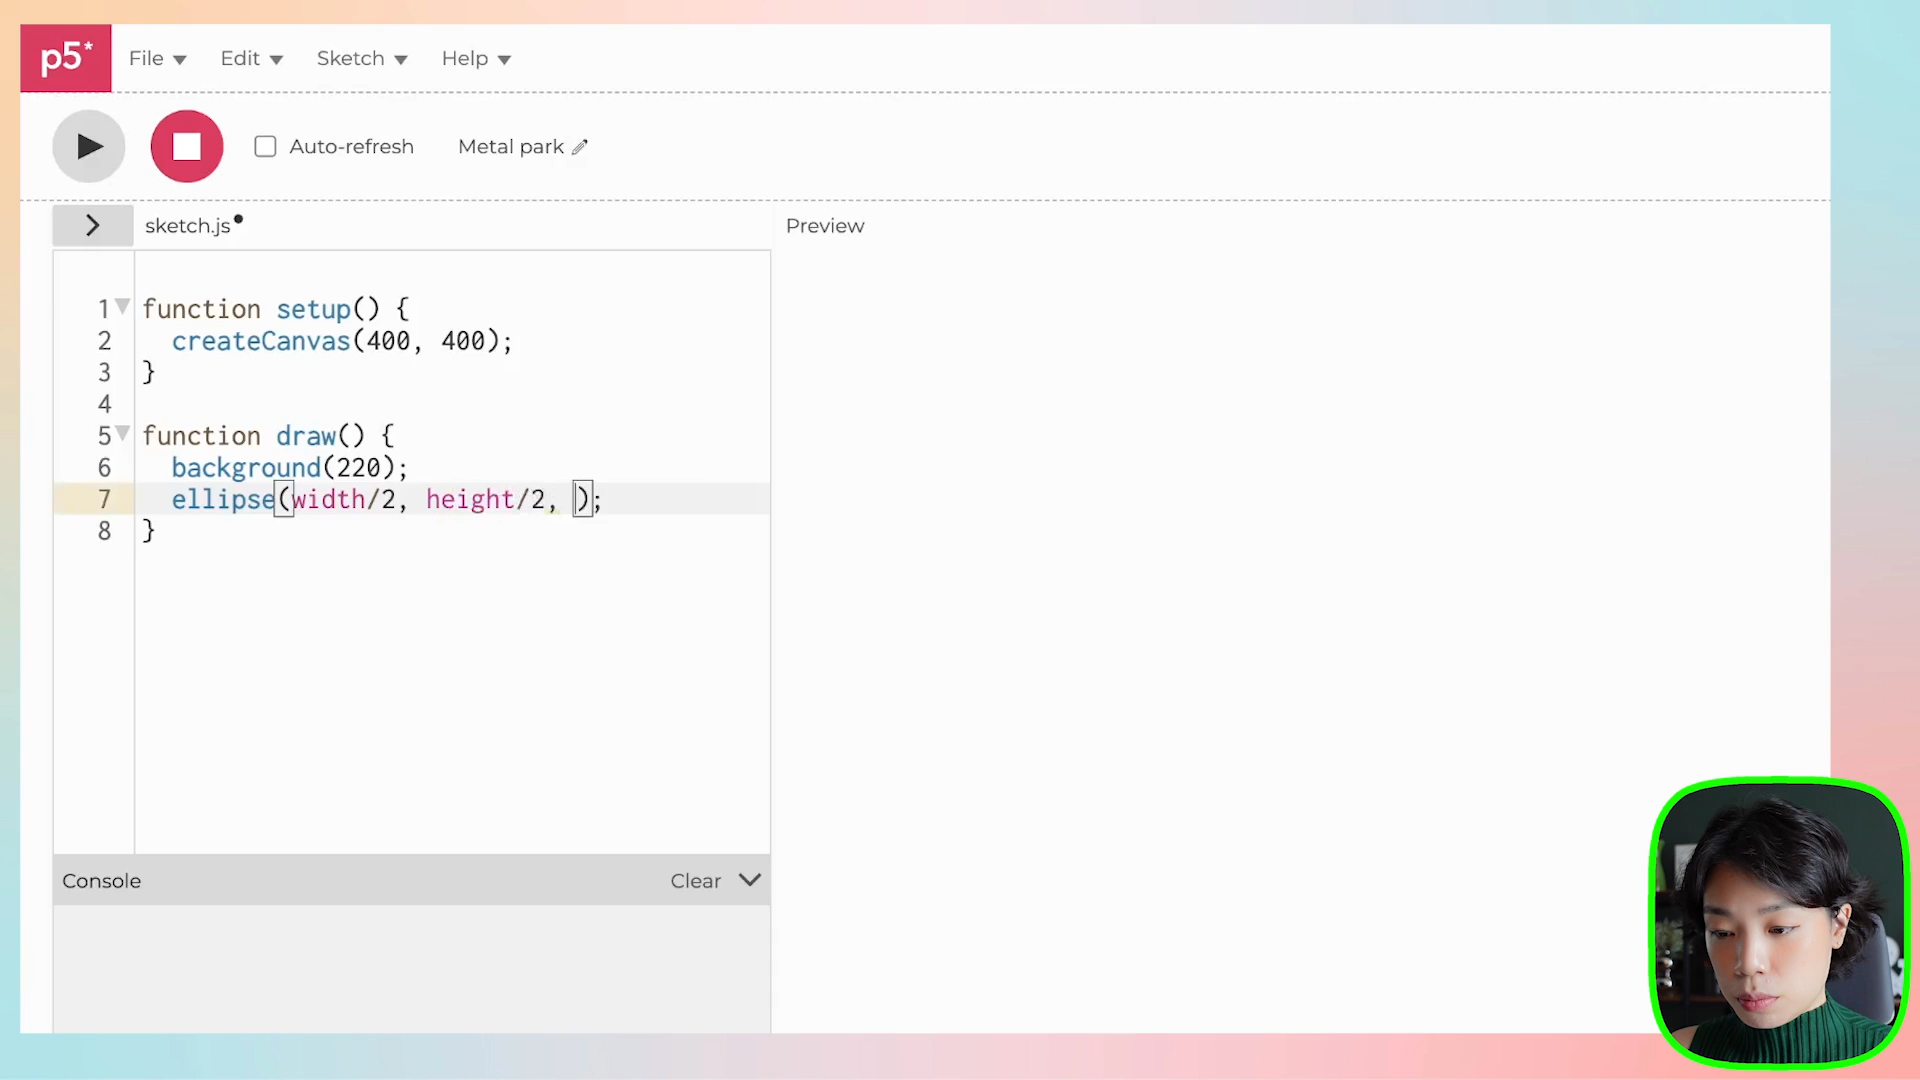 p5* File Edit Sketch Help
Auto-refresh Metal park
sketch.js Preview
1 function setup() {
2 createCanvas(400, 400);
3 }
4
5 function draw() {
6 background(220);
7 ellipse(width/2, height/2, );
8 }
Console Clear